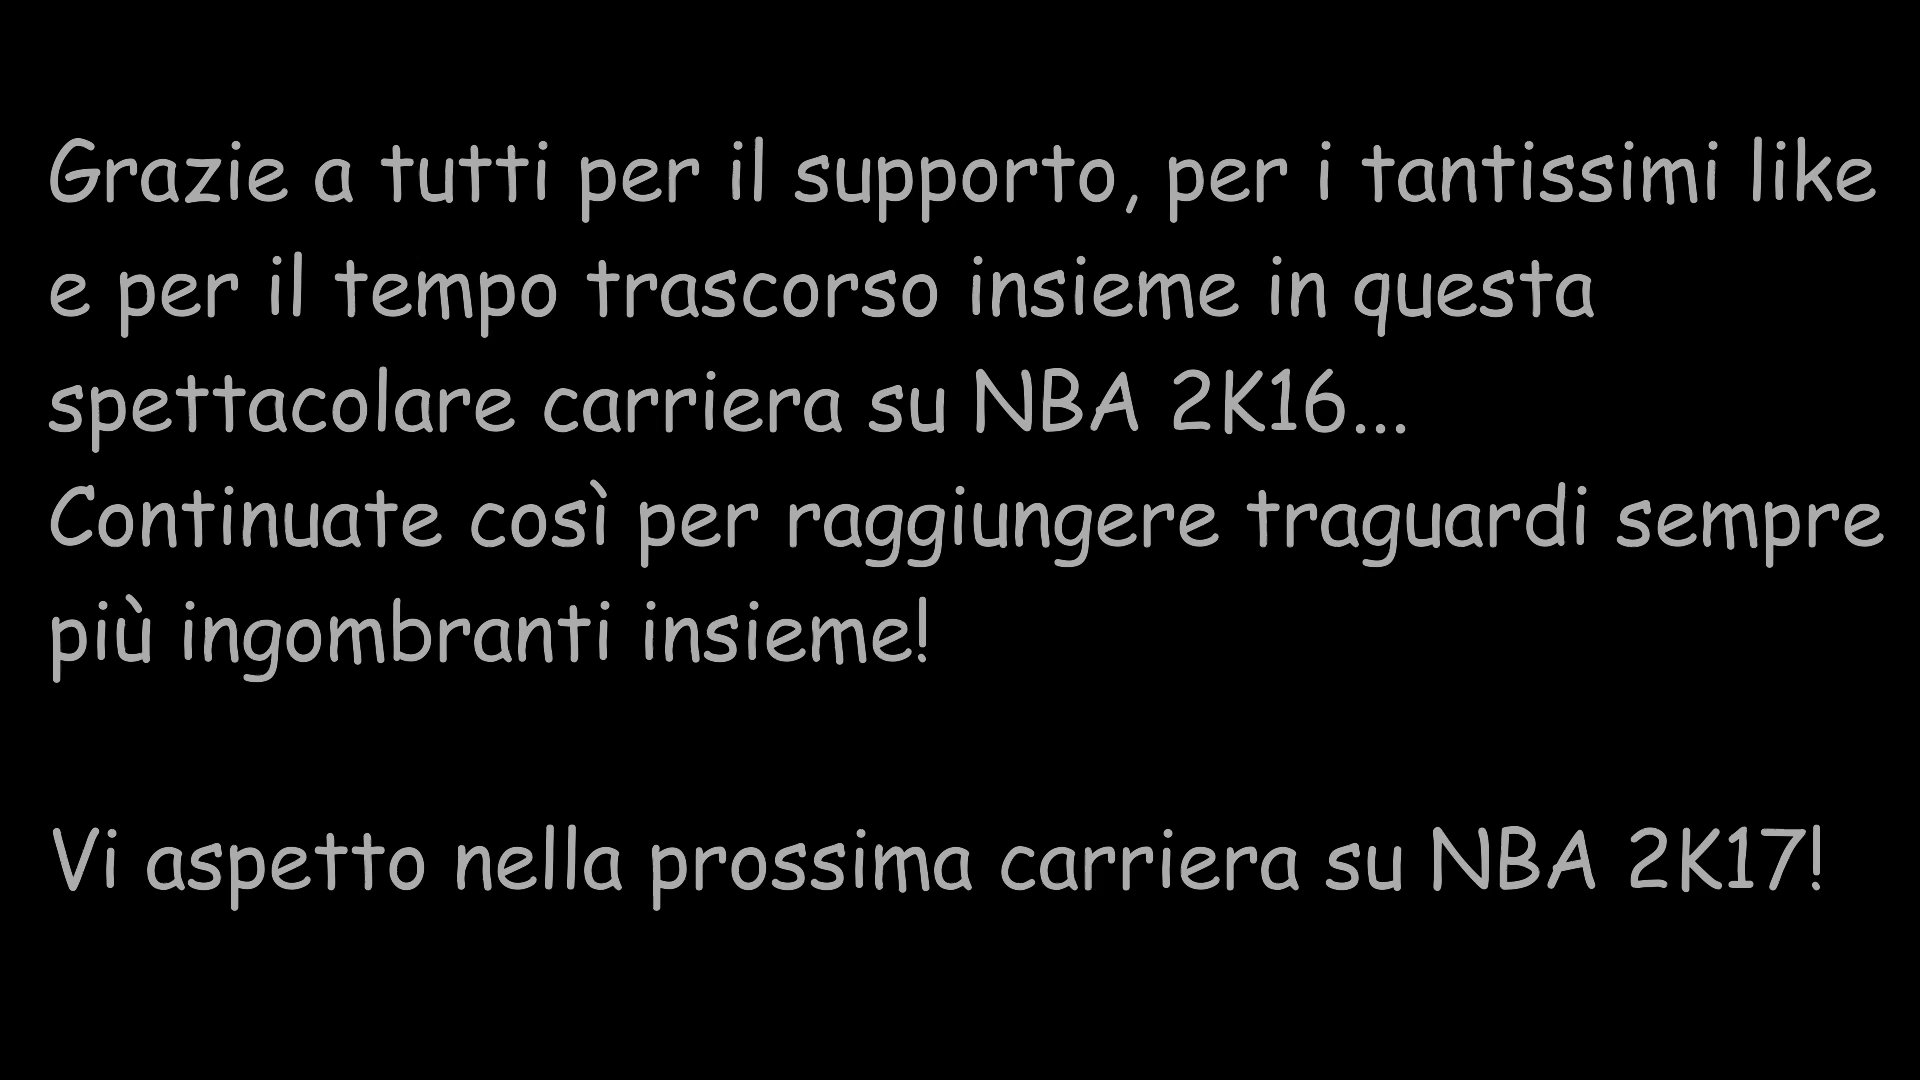 Grazie a tutti per il supporto, per i tantissimi like
e per il tempo trascorso insieme in questa
spettacolare carriera su NBA 2K16...
Continuate così per raggiungere traguardi sempre
più ingombranti insieme!
Vi aspetto nella prossima carriera su NBA 2K17!